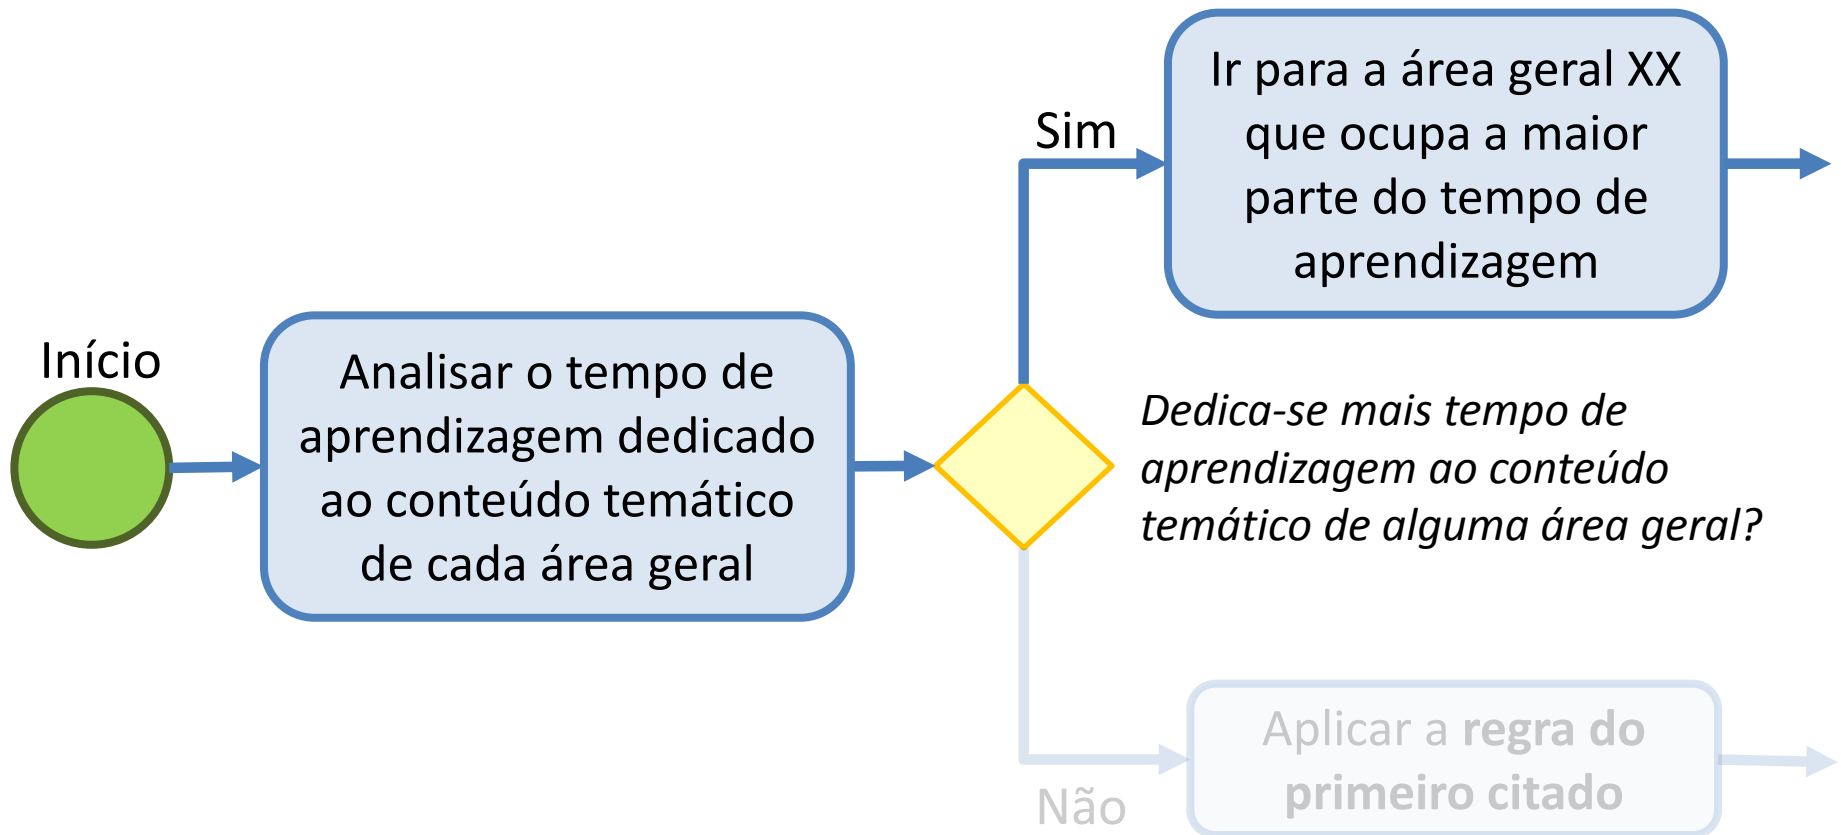 Início
Analisar o tempo de
aprendizagem dedicado
ao conteúdo temático
de cada área geral
Sim
Ir para a área geral XX
que ocupa a maior
parte do tempo de
aprendizagem
Dedica-se mais tempo de
aprendizagem ao conteúdo
temático de alguma área geral?
Não
Aplicar a regra do
primeiro citado